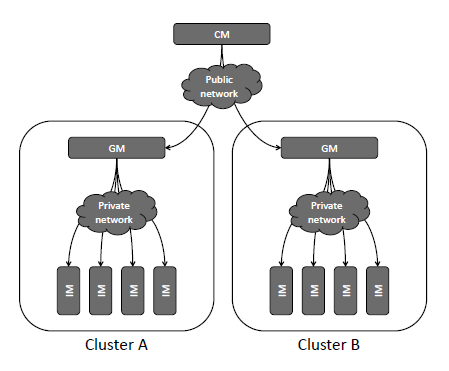 CM
Public
network
GM
GM
Private
network
Private
network
IM
IM
IM
IM
IM
IM
IM
IM
Cluster A
Cluster B